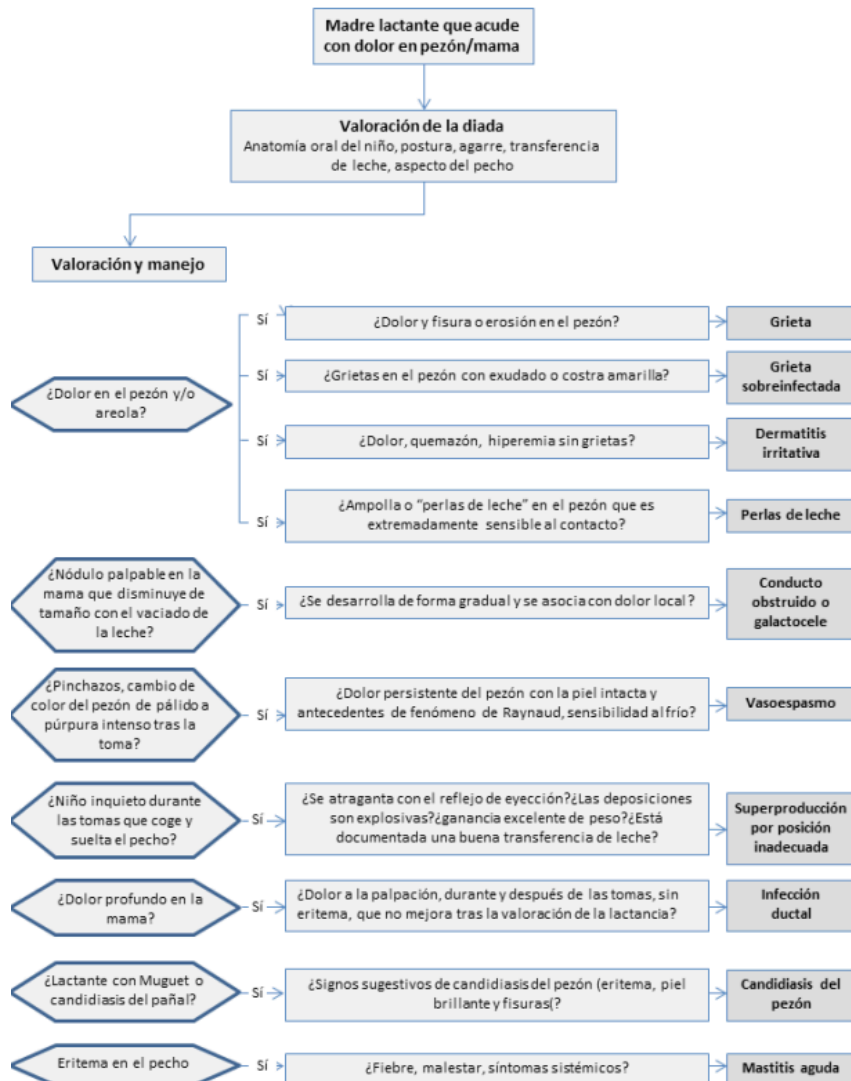 Madre lactante que acude
con dolor en pezón/mama
Valoración de la diada
Anatomía oral del niño, postura, agarre, transferencia
de leche, aspecto del pecho
Valoración y manejo
¿Dolor en el pezón y/o
areola?
Sí
¿Dolor y fisura o erosión en el pezón?
Grieta
Sí
¿Grietas en el pezón con exudado o costra amarilla?
Grieta
sobreinfectada
Sí
¿Dolor, quemazón, hiperemia sin grietas?
Dermatitis
irritativa
Sí
¿Ampolla o "perlas de leche" en el pezón que es
extremadamente sensible al contacto?
Perlas de leche
¿Nódulo palpable en la
mama que disminuye de
tamaño con el vaciado de
la leche?
Sí
¿Se desarrolla de forma gradual y se asocia con dolor local?
Conducto
obstruido o
galactocele
¿Pinchazos, cambio de
color del pezón de pálido a
púrpura intenso tras la
toma?
Sí
¿Dolor persistente del pezón con la piel intacta y
antecedentes de fenómeno de Raynaud, sensibilidad al frío?
Vasoespasmo
¿Niño inquieto durante
las tomas que coge y
suelta el pecho?
Sí
¿Se atraganta con el reflejo de eyección?¿Las deposiciones
son explosivas?¿ganancia excelente de peso?¿Está
documentada una buena transferencia de leche?
Superproducción
por posición
inadecuada
¿Dolor profundo en la
mama?
Sí
¿Dolor a la palpación, durante y después de las tomas, sin
eritema, que no mejora tras la valoración de la lactancia?
Infección
ductal
¿Lactante con Muguet o
candidiasis del pañal?
Sí
¿Signos sugestivos de candidiasis del pezón (eritema, piel
brillante y fisuras(?
Candidiasis del
pezón
Eritema en el pecho
Sí
¿Fiebre, malestar, síntomas sistémicos?
Mastitis aguda